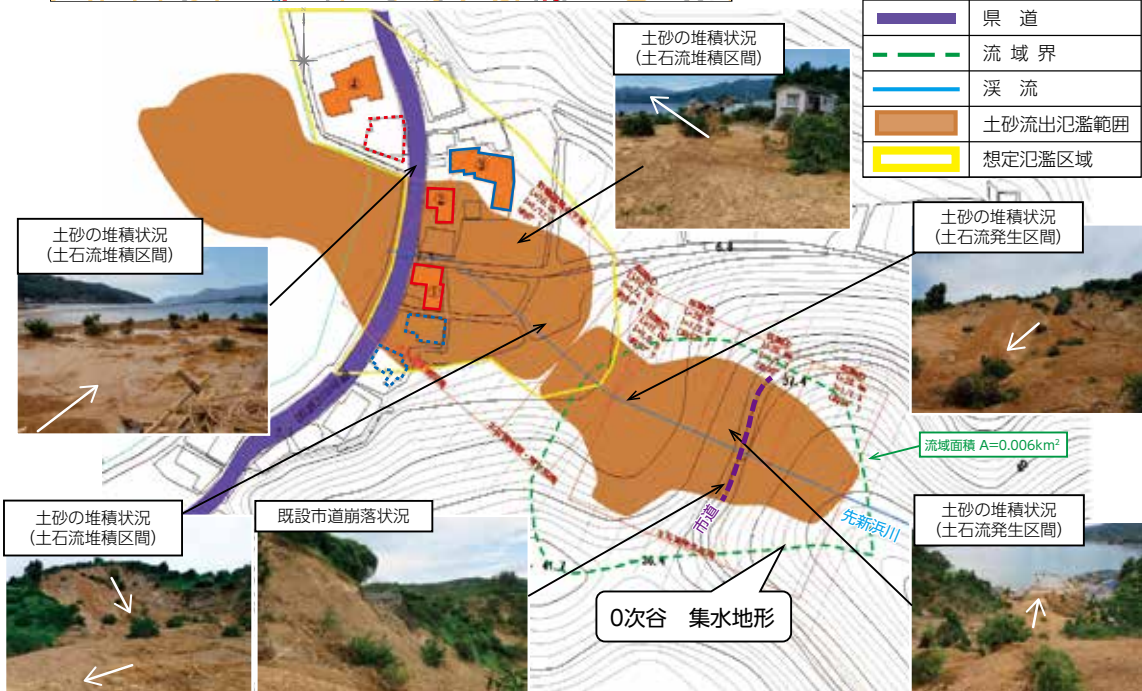 県 道
流 域 界
渓 流
土砂流出氾濫範囲
想定氾濫区域
土砂の堆積状況
(土石流堆積区間)
土砂の堆積状況
(土石流堆積区間)
土砂の堆積状況
(土石流発生区間)
6.8
37.4
流域面積 A=0.006km²
土砂の堆積状況
(土石流堆積区間)
既設市道崩落状況
市道
先新浜川
土砂の堆積状況
(土石流発生区間)
0次谷 集水地形